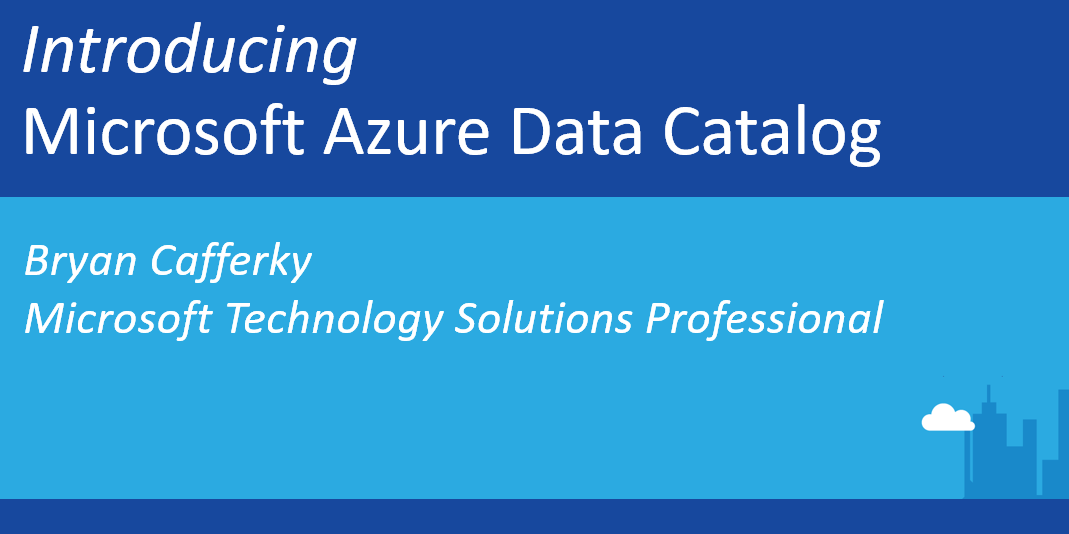 Introducing
Microsoft Azure Data Catalog
Bryan Cafferky
Microsoft Technology Solutions Professional